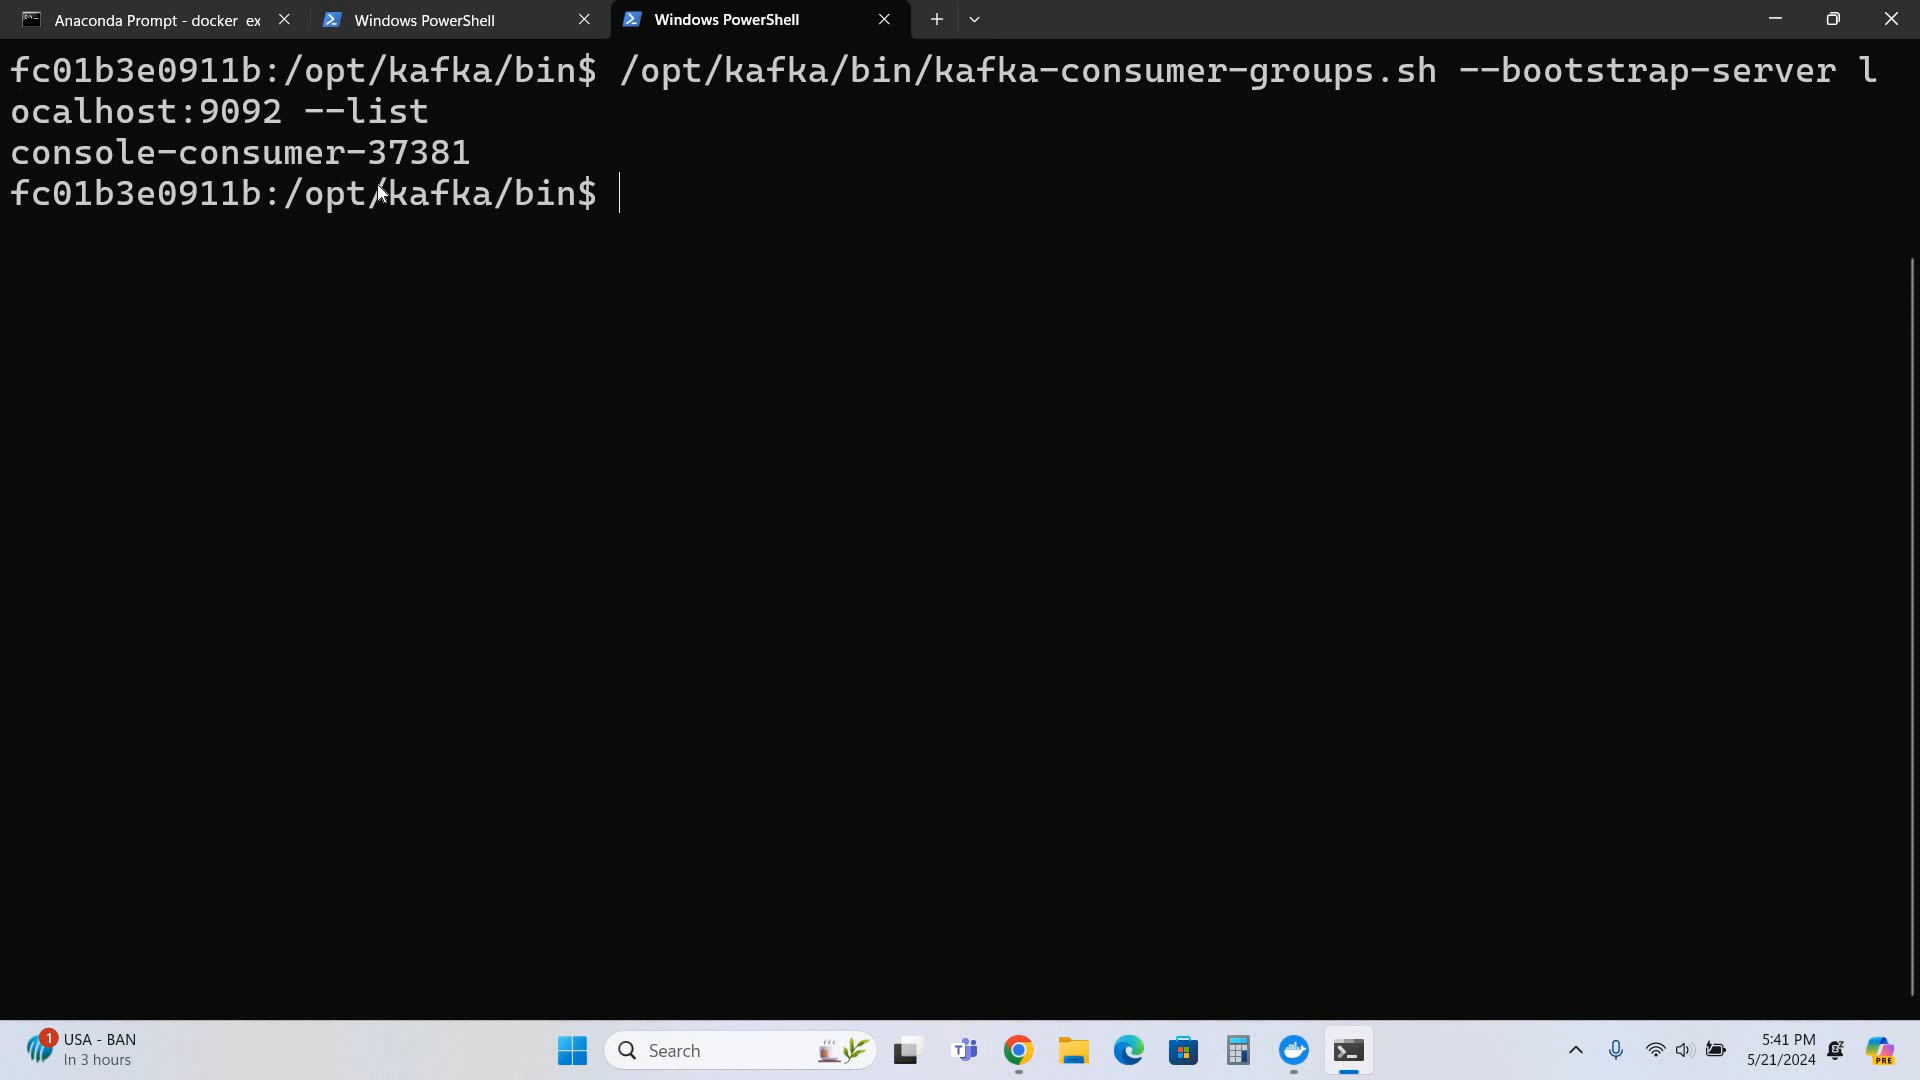 Anaconda Prompt - docker ex
Windows PowerShell
Windows PowerShell
fc01b3e0911b:/opt/kafka/bin$ /opt/kafka/bin/kafka-consumer-groups.sh --bootstrap-server l
ocalhost:9092 --list
console-consumer-37381
fc01b3e0911b:/opt/kafka/bin$
1
USA - BAN
In 3 hours
Search
5:41 PM
5/21/2024
PRE